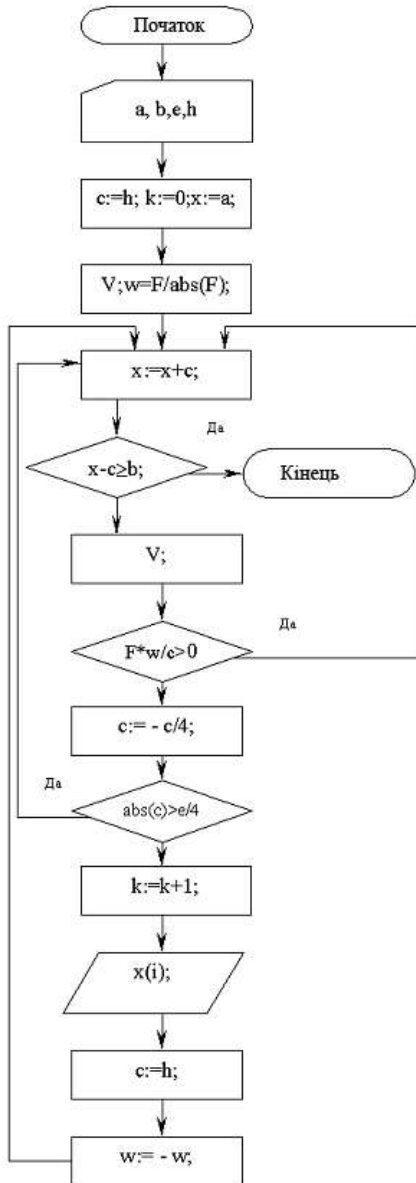 Початок
a, b,e,h
c:=h; k:=0;x:=a;
V;w=F/abs(F);
x:=x+c;
Да
x-c≥b;
Кінець
V;
Да
F*w/c>0
c:= - c/4;
Да
abs(c)>e/4
k:=k+1;
x(i);
c:=h;
w:= - w;